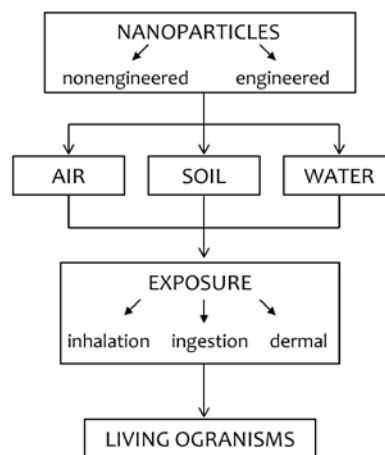 NANOPARTICLES
nonengineered engineered
AIR SOIL WATER
EXPOSURE
inhalation ingestion dermal
LIVING OGRANISMS